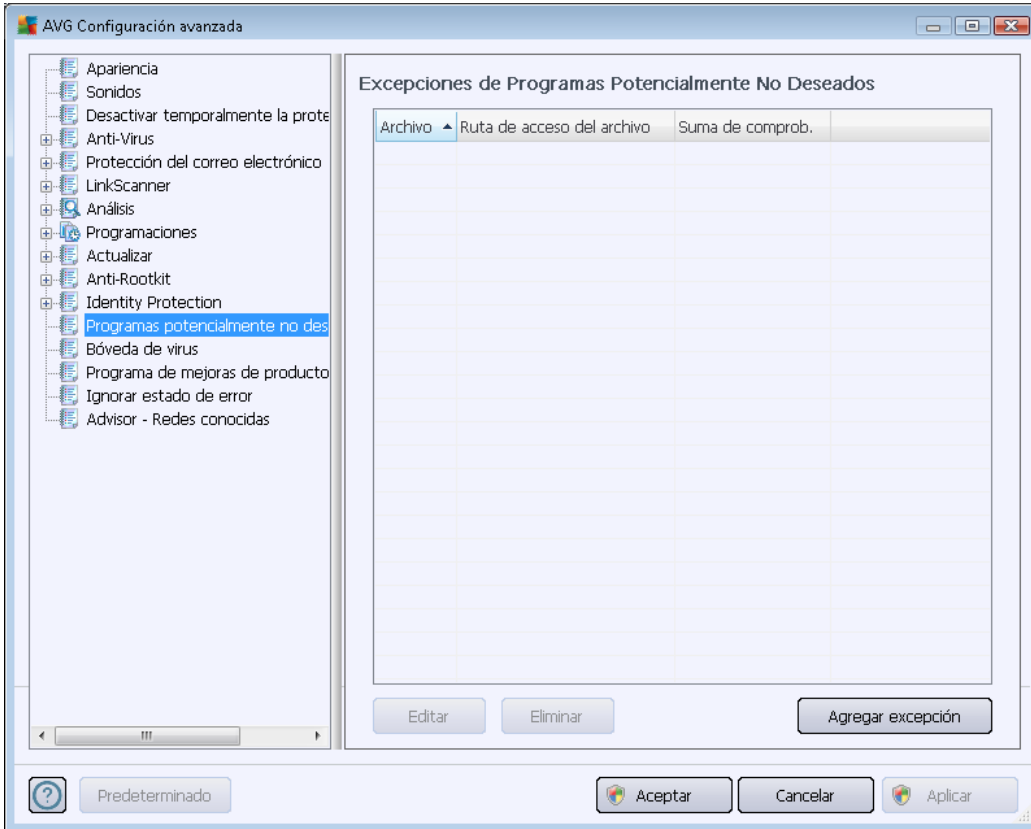 AVG Configuración avanzada
Apariencia
Sonidos
Desactivar temporalmente la prote
Anti-Virus
Protección del correo electrónico
LinkScanner
Análisis
Programaciones
Actualizar
Anti-Rootkit
Identity Protection
Programas potencialmente no des
Bóveda de virus
Programa de mejoras de producto
Ignorar estado de error
Advisor - Redes conocidas
Excepciones de Programas Potencialmente No Deseados
Archivo Ruta de acceso del archivo Suma de comprob.
Editar Eliminar Agregar excepción
Predeterminado Aceptar Cancelar Aplicar